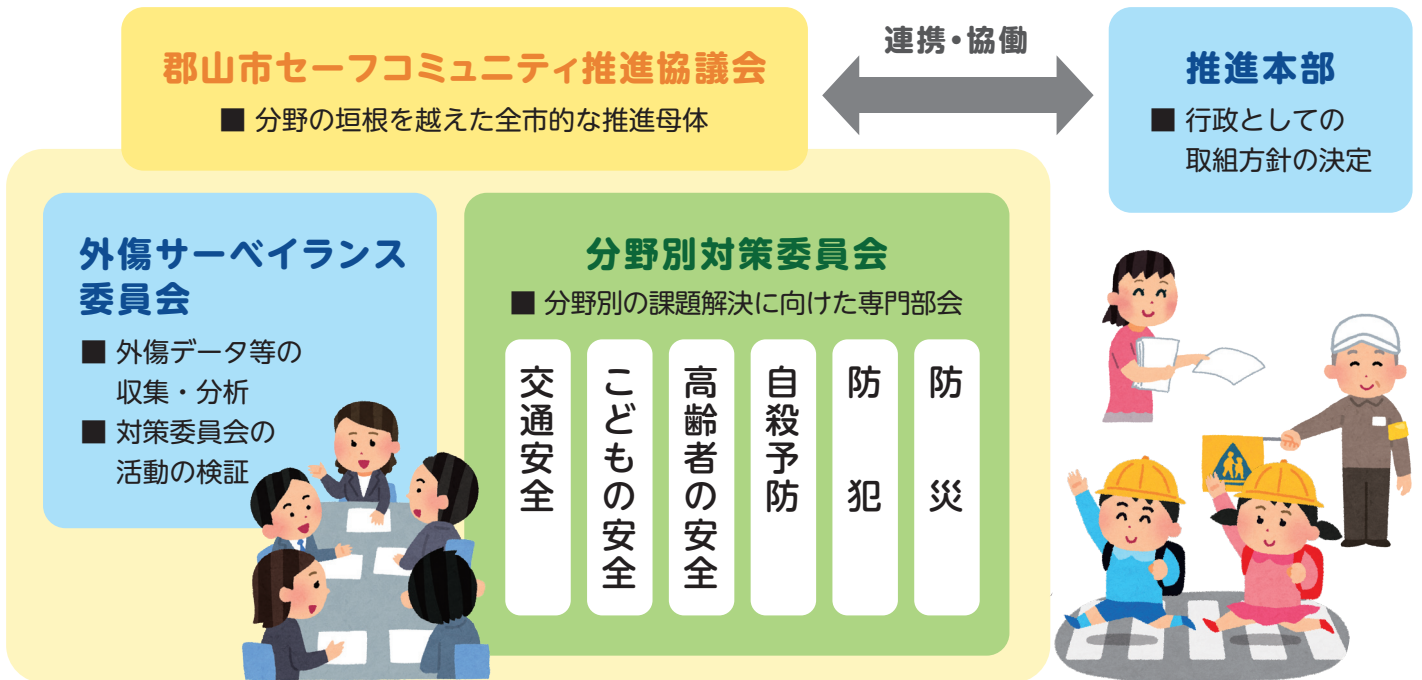 郡山市セーフコミュニティ推進協議会
■ 分野の垣根を越えた全市的な推進母体
連携・協働
推進本部
■ 行政としての
取組方針の決定
外傷サーベイランス
委員会
■ 外傷データ等の
収集・分析
■ 対策委員会の
活動の検証
分野別対策委員会
■ 分野別の課題解決に向けた専門部会
交通安全
こどもの安全
高齢者の安全
自殺予防
防犯
防災